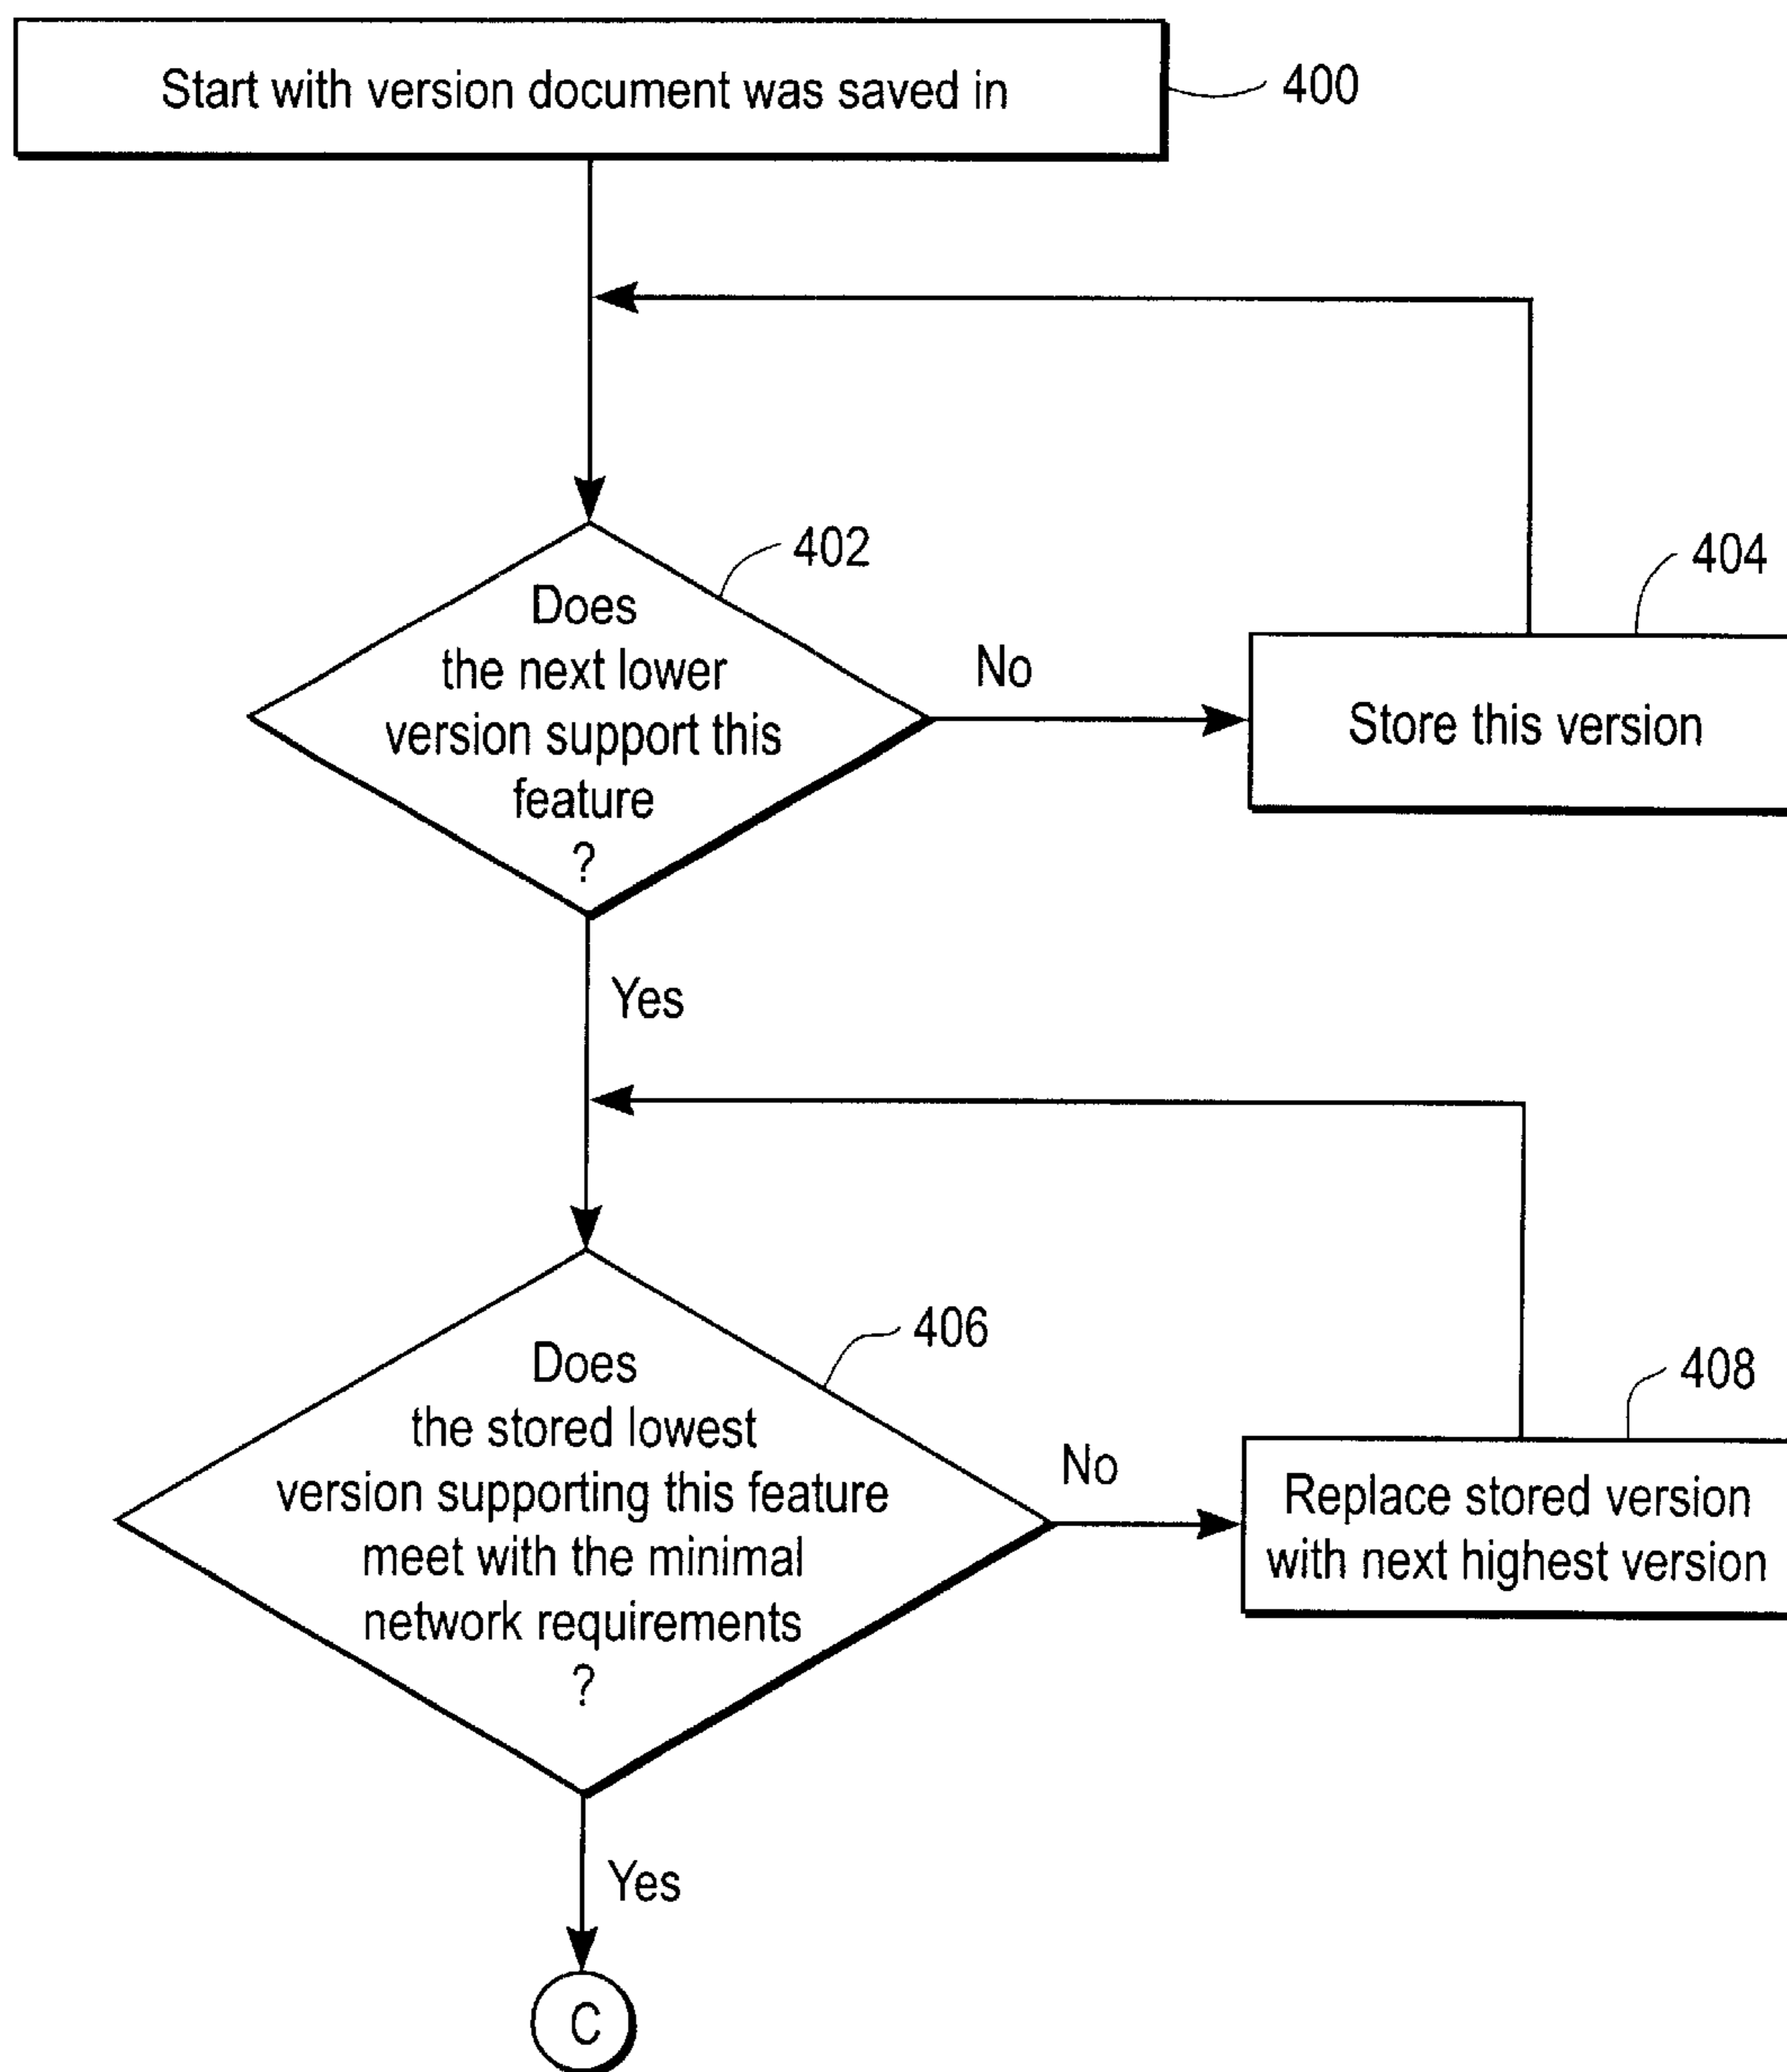 Start with version document was saved in
400
402
Does
the next lower
version support this
feature
?
No
404
Store this version
Yes
406
Does
the stored lowest
version supporting this feature
meet with the minimal
network requirements
?
No
408
Replace stored version
with next highest version
Yes
C